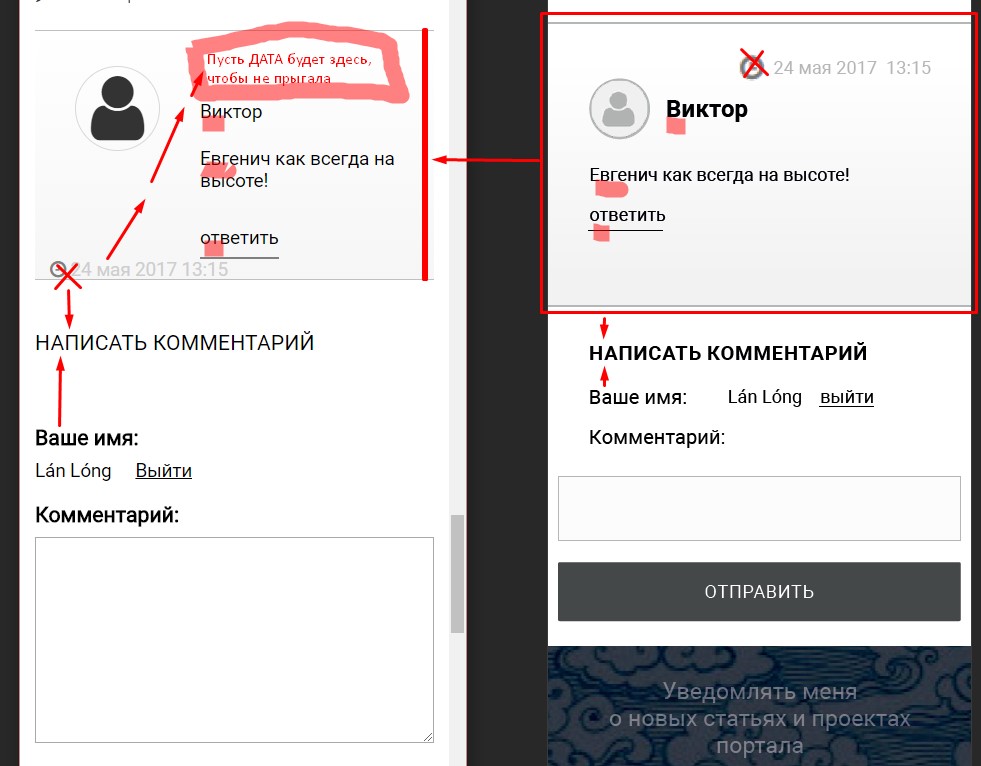 Пусть ДАТА будет здесь,
чтобы не прыгала
Виктор
Евгенич как всегда на
высоте!
ответить
24 мая 2017 13:15
НАПИСАТЬ КОММЕНТАРИЙ
Ваше имя:
Lán Lóng Выйти
Комментарий:
24 мая 2017 13:15
Виктор
Евгенич как всегда на высоте!
ответить
НАПИСАТЬ КОММЕНТАРИЙ
Ваше имя: Lán Lóng выйти
Комментарий:
ОТПРАВИТЬ
Уведомлять меня
о новых статьях и проектах
портала